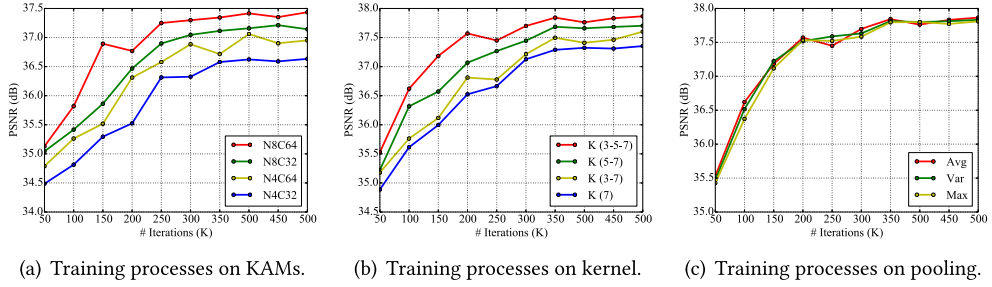 37.5
37.0
36.5
36.0
35.5
35.0
34.5
34.0
PSNR (dB)
50 100 150 200 250 300 350 500 450 500
# Iterations (K)
N8C64
N8C32
N4C64
N4C32
(a) Training processes on KAMs.
38.0
37.5
37.0
36.5
36.0
35.5
35.0
34.5
PSNR (dB)
50 100 150 200 250 300 350 500 450 500
# Iterations (K)
K (3-5-7)
K (5-7)
K (3-7)
K (7)
(b) Training processes on kernel.
38.0
37.5
37.0
36.5
36.0
35.5
35.0
PSNR (dB)
50 100 150 200 250 300 350 500 450 500
# Iterations (K)
Avg
Var
Max
(c) Training processes on pooling.